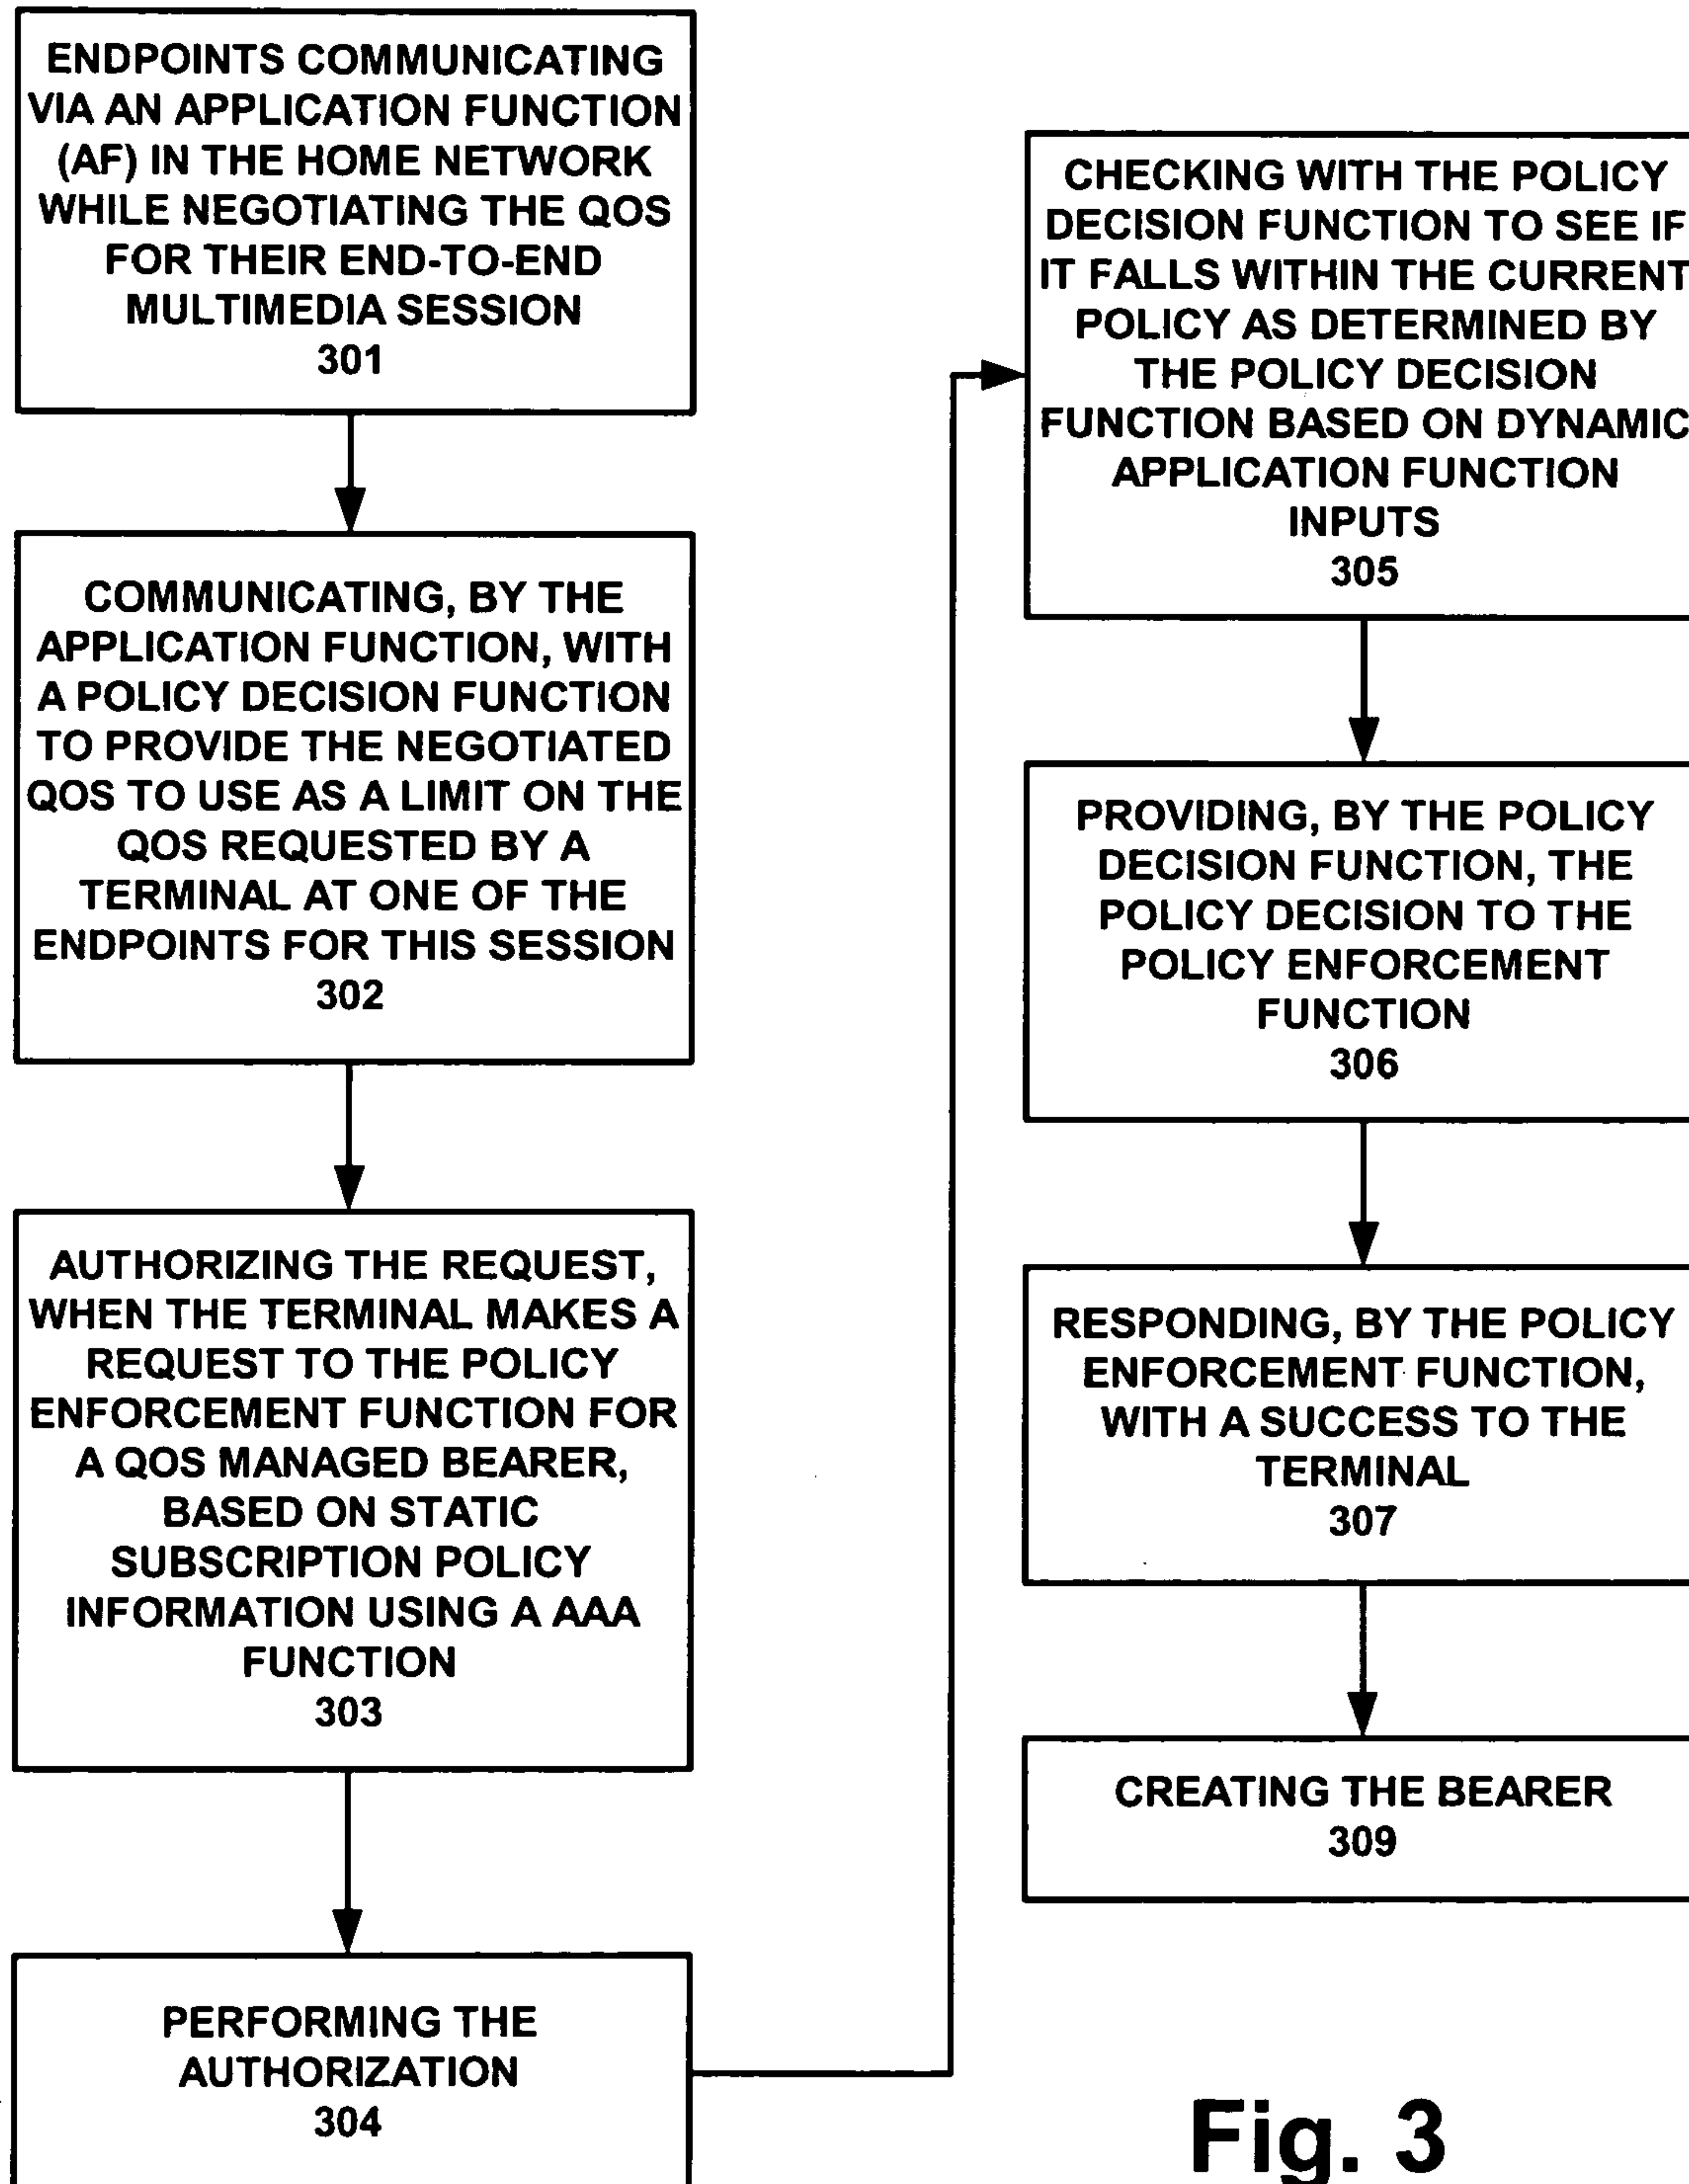 ENDPOINTS COMMUNICATING
VIA AN APPLICATION FUNCTION
(AF) IN THE HOME NETWORK
WHILE NEGOTIATING THE QOS
FOR THEIR END-TO-END
MULTIMEDIA SESSION
301
COMMUNICATING, BY THE
APPLICATION FUNCTION, WITH
A POLICY DECISION FUNCTION
TO PROVIDE THE NEGOTIATED
QOS TO USE AS A LIMIT ON THE
QOS REQUESTED BY A
TERMINAL AT ONE OF THE
ENDPOINTS FOR THIS SESSION
302
AUTHORIZING THE REQUEST,
WHEN THE TERMINAL MAKES A
REQUEST TO THE POLICY
ENFORCEMENT FUNCTION FOR
A QOS MANAGED BEARER,
BASED ON STATIC
SUBSCRIPTION POLICY
INFORMATION USING A AAA
FUNCTION
303
PERFORMING THE
AUTHORIZATION
304
CHECKING WITH THE POLICY
DECISION FUNCTION TO SEE IF
IT FALLS WITHIN THE CURRENT
POLICY AS DETERMINED BY
THE POLICY DECISION
FUNCTION BASED ON DYNAMIC
APPLICATION FUNCTION
INPUTS
305
PROVIDING, BY THE POLICY
DECISION FUNCTION, THE
POLICY DECISION TO THE
POLICY ENFORCEMENT
FUNCTION
306
RESPONDING, BY THE POLICY
ENFORCEMENT FUNCTION,
WITH A SUCCESS TO THE
TERMINAL
307
CREATING THE BEARER
309
Fig. 3